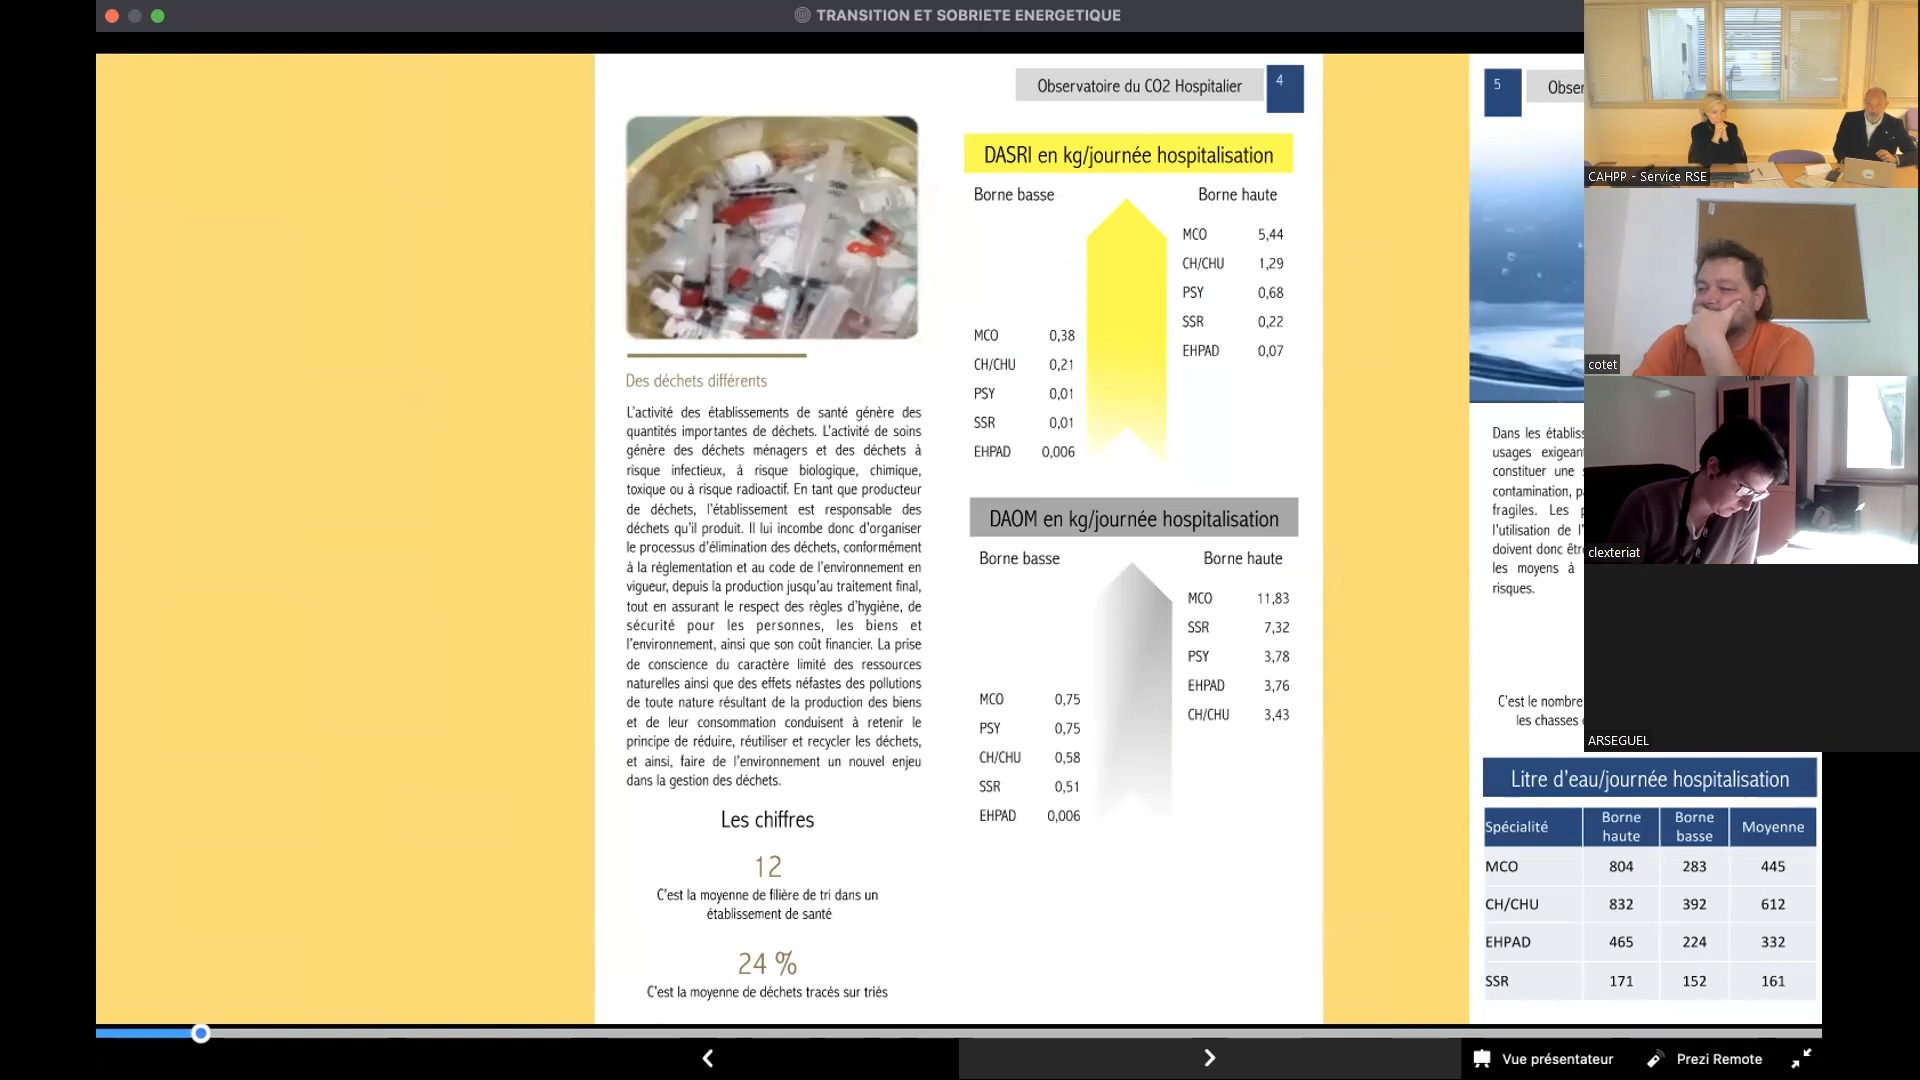 TRANSITION ET SOBRIETE ENERGETIQUE
Observatoire du CO2 Hospitalier
4
Des déchets différents
L'activité des établissements de santé génère des
quantités importantes de déchets. L'activité de soins
génère des déchets ménagers et des déchets à
risque infectieux, à risque biologique, chimique,
toxique ou à risque radioactif. En tant que producteur
de déchets, l'établissement est responsable des
déchets qu'il produit. Il lui incombe donc d'organiser
le processus d'élimination des déchets, conformément
à la réglementation et au code de l'environnement en
vigueur, depuis la production jusqu'au traitement final,
tout en assurant le respect des règles d'hygiène, de
sécurité pour les personnes, les biens et
l'environnement, ainsi que son coût financier. La prise
de conscience du caractère limité des ressources
naturelles ainsi que des effets néfastes des pollutions
de toute nature résultant de la production des biens
et de leur consommation conduisent à retenir le
principe de réduire, réutiliser et recycler les déchets,
et ainsi, faire de l'environnement un nouvel enjeu
dans la gestion des déchets.
Les chiffres
12
C'est la moyenne de filière de tri dans un
établissement de santé
24 %
C'est la moyenne de déchets tracés sur triés
DASRI en kg/journée hospitalisation
Borne basse
MCO 0,38
CH/CHU 0,21
PSY 0,01
SSR 0,01
EHPAD 0,006
Borne haute
MCO 5,44
CH/CHU 1,29
PSY 0,68
SSR 0,22
EHPAD 0,07
DAOM en kg/journée hospitalisation
Borne basse
MCO 0,75
PSY 0,75
CH/CHU 0,58
SSR 0,51
EHPAD 0,006
Borne haute
MCO 11,83
SSR 7,32
PSY 3,78
EHPAD 3,76
CH/CHU 3,43
5
Obser
Dans les établiss
usages exigean
constituer une
contamination, p
fragiles. Les
l'utilisation de l'
doivent donc êtr
les moyens à
risques.
C'est le nombre
les chasses
Litre d'eau/journée hospitalisation
Spécialité Borne haute Borne basse Moyenne
MCO 804 283 445
CH/CHU 832 392 612
EHPAD 465 224 332
SSR 171 152 161
CAHPP - Service RSE
cotet
clexteriat
ARSEGUEL
Vue présentateur
Prezi Remote